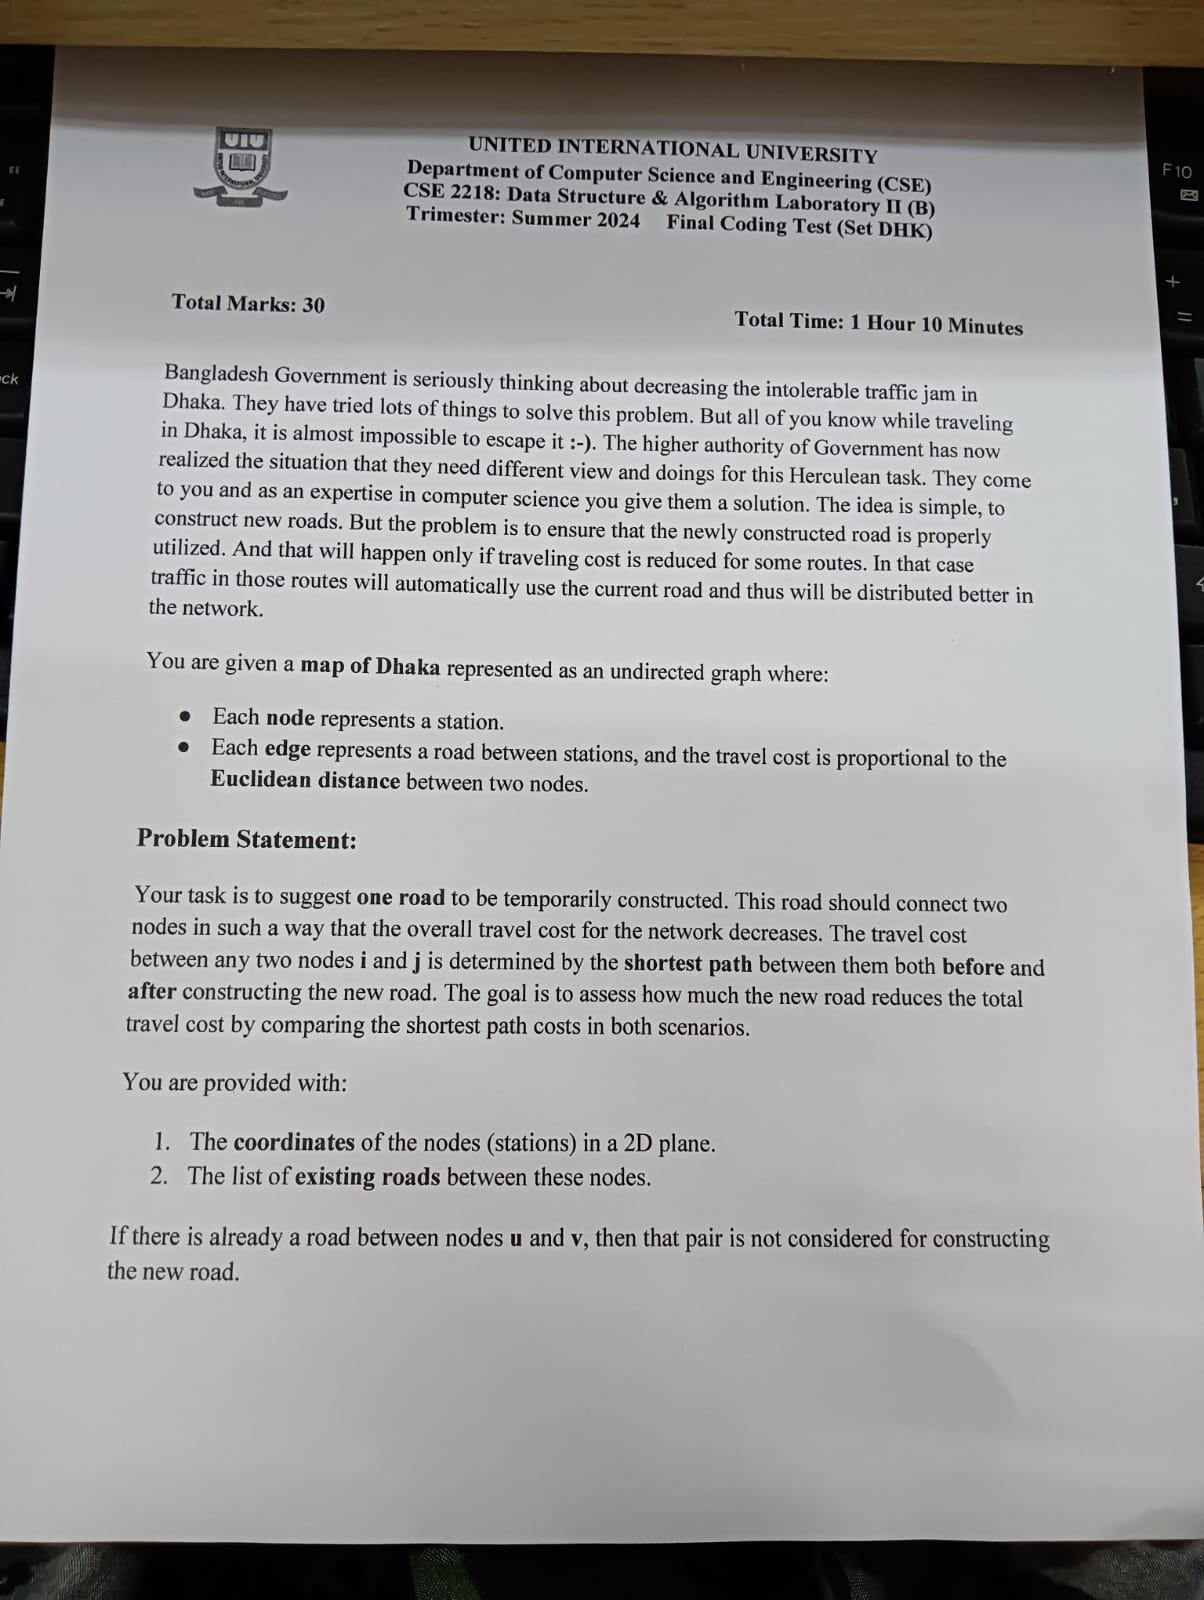 UIU
UNITED INTERNATIONAL UNIVERSITY
Department of Computer Science and Engineering (CSE)
CSE 2218: Data Structure & Algorithm Laboratory II (B)
Trimester: Summer 2024 Final Coding Test (Set DHK)
Total Marks: 30
Total Time: 1 Hour 10 Minutes
Bangladesh Government is seriously thinking about decreasing the intolerable traffic jam in
Dhaka. They have tried lots of things to solve this problem. But all of you know while traveling
in Dhaka, it is almost impossible to escape it :-). The higher authority of Government has now
realized the situation that they need different view and doings for this Herculean task. They come
to you and as an expertise in computer science you give them a solution. The idea is simple, to
construct new roads. But the problem is to ensure that the newly constructed road is properly
utilized. And that will happen only if traveling cost is reduced for some routes. In that case
traffic in those routes will automatically use the current road and thus will be distributed better in
the network.
You are given a map of Dhaka represented as an undirected graph where:
● Each node represents a station.
● Each edge represents a road between stations, and the travel cost is proportional to the
Euclidean distance between two nodes.
Problem Statement:
Your task is to suggest one road to be temporarily constructed. This road should connect two
nodes in such a way that the overall travel cost for the network decreases. The travel cost
between any two nodes i and j is determined by the shortest path between them both before and
after constructing the new road. The goal is to assess how much the new road reduces the total
travel cost by comparing the shortest path costs in both scenarios.
You are provided with:
1. The coordinates of the nodes (stations) in a 2D plane.
2. The list of existing roads between these nodes.
If there is already a road between nodes u and v, then that pair is not considered for constructing
the new road.
F10
+
=
ck